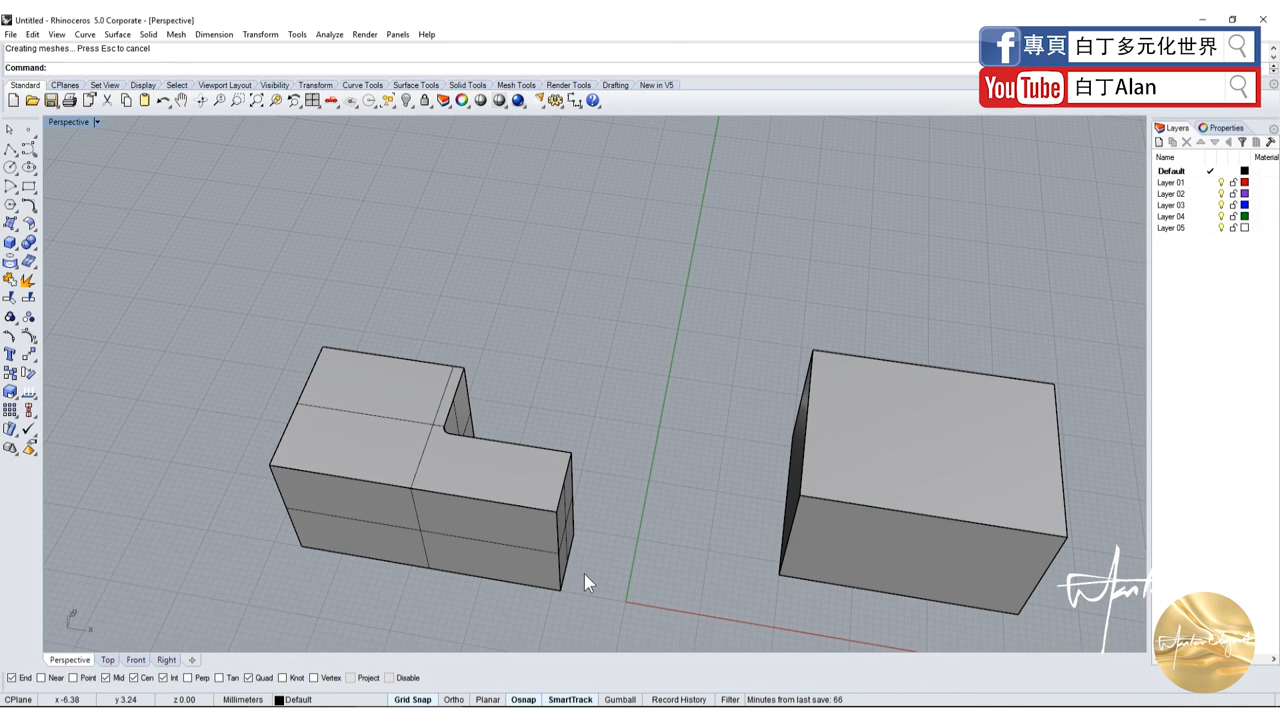 Untitled - Rhinoceros 5.0 Corporate - [Perspective]
File Edit View Curve Surface Solid Mesh Dimension Transform Tools Analyze Render Panels Help
Creating meshes... Press Esc to cancel
Command:
專頁 白丁多元化世界
YouTube 白丁Alan
Standard CPlanes Set View Display Select Viewport Layout Visibility Transform Curve Tools Surface Tools Solid Tools Mesh Tools Render Tools Drafting New in V5
Perspective
Layers Properties
Name Material
Default
Layer 01
Layer 02
Layer 03
Layer 04
Layer 05
x
Perspective Top Front Right
End Near Point Mid Cen Int Perp Tan Quad Knot Vertex Project Disable
CPlane x -6.38 y 3.24 z 0.00 Millimeters Default Grid Snap Ortho Planar Osnap SmartTrack Gumball Record History Filter Minutes from last save: 66